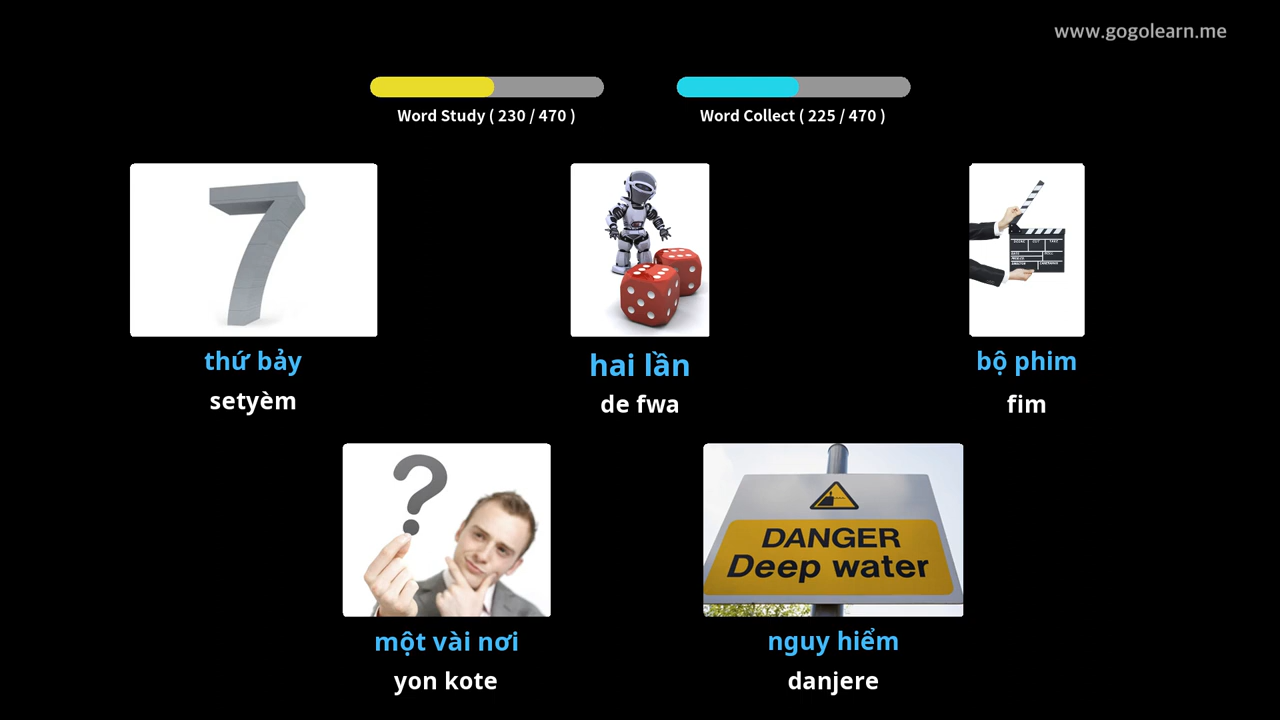 www.gogolearn.me
Word Study ( 230 / 470 )
Word Collect ( 225 / 470 )
thứ bảy
setyèm
hai lần
de fwa
bộ phim
fim
một vài nơi
yon kote
DANGER
Deep water
nguy hiểm
danjere